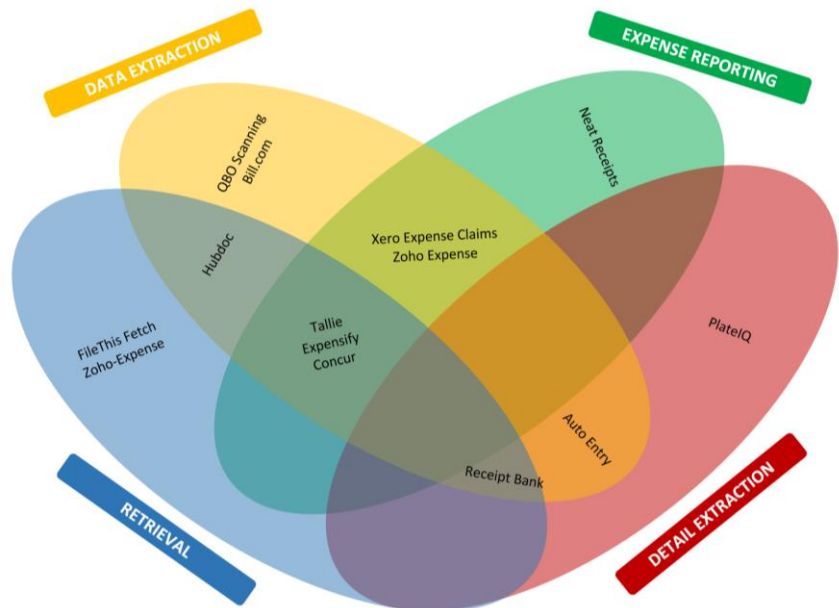 DATA EXTRACTION
EXPENSE REPORTING
QBO Scanning
Bill.com
Neat Receipts
Hubdoc
Xero Expense Claims
Zoho Expense
FileThis Fetch
Zoho-Expense
Tallie
Expensify
Concur
PlateIQ
Auto Entry
Receipt Bank
RETRIEVAL
DETAIL EXTRACTION